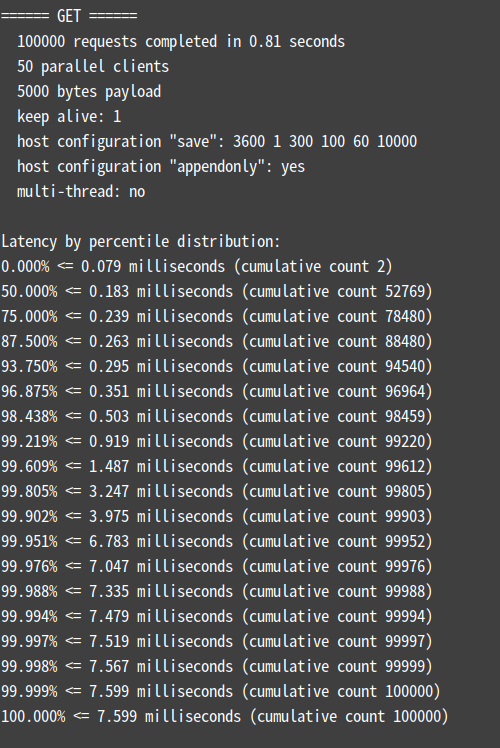 ====== GET ======
100000 requests completed in 0.81 seconds
50 parallel clients
5000 bytes payload
keep alive: 1
host configuration "save": 3600 1 300 100 60 10000
host configuration "appendonly": yes
multi-thread: no
Latency by percentile distribution:
0.000% <= 0.079 milliseconds (cumulative count 2)
50.000% <= 0.183 milliseconds (cumulative count 52769)
75.000% <= 0.239 milliseconds (cumulative count 78480)
87.500% <= 0.263 milliseconds (cumulative count 88480)
93.750% <= 0.295 milliseconds (cumulative count 94540)
96.875% <= 0.351 milliseconds (cumulative count 96964)
98.438% <= 0.503 milliseconds (cumulative count 98459)
99.219% <= 0.919 milliseconds (cumulative count 99220)
99.609% <= 1.487 milliseconds (cumulative count 99612)
99.805% <= 3.247 milliseconds (cumulative count 99805)
99.902% <= 3.975 milliseconds (cumulative count 99903)
99.951% <= 6.783 milliseconds (cumulative count 99952)
99.976% <= 7.047 milliseconds (cumulative count 99976)
99.988% <= 7.335 milliseconds (cumulative count 99988)
99.994% <= 7.479 milliseconds (cumulative count 99994)
99.997% <= 7.519 milliseconds (cumulative count 99997)
99.998% <= 7.567 milliseconds (cumulative count 99999)
99.999% <= 7.599 milliseconds (cumulative count 100000)
100.000% <= 7.599 milliseconds (cumulative count 100000)